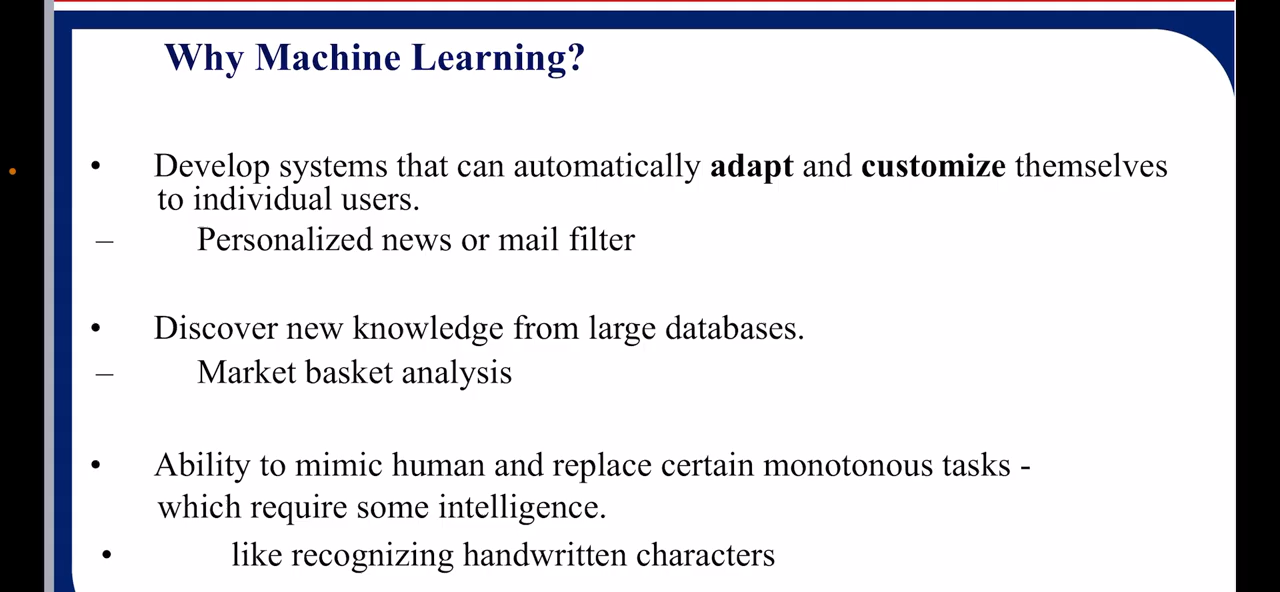 Why Machine Learning?
• Develop systems that can automatically adapt and customize themselves
to individual users.
– Personalized news or mail filter
• Discover new knowledge from large databases.
– Market basket analysis
• Ability to mimic human and replace certain monotonous tasks -
which require some intelligence.
• like recognizing handwritten characters